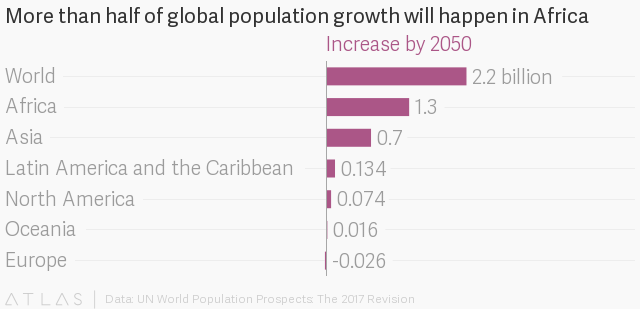 More than half of global population growth will happen in Africa
Increase by 2050
World 2.2 billion
Africa 1.3
Asia 0.7
Latin America and the Caribbean 0.134
North America 0.074
Oceania 0.016
Europe -0.026
ATLAS Data: UN World Population Prospects: The 2017 Revision